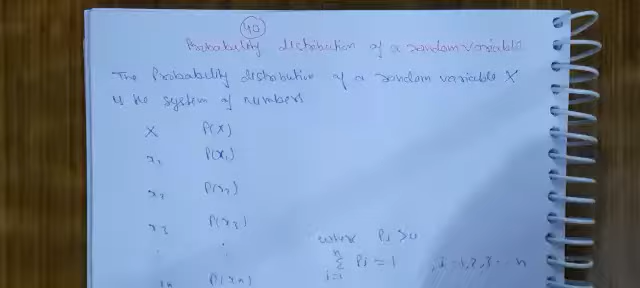 40
Probability distribution of a random variable
The Probability distribution of a random variable X
is the system of numbers
X P(X)
x₁ P(x₁)
x₂ P(x₂)
x₃ P(x₃)
: :
xn P(xn)
where Pi > 0
n
Σ Pi = 1 , i = 1,2,3 -- n
i=1